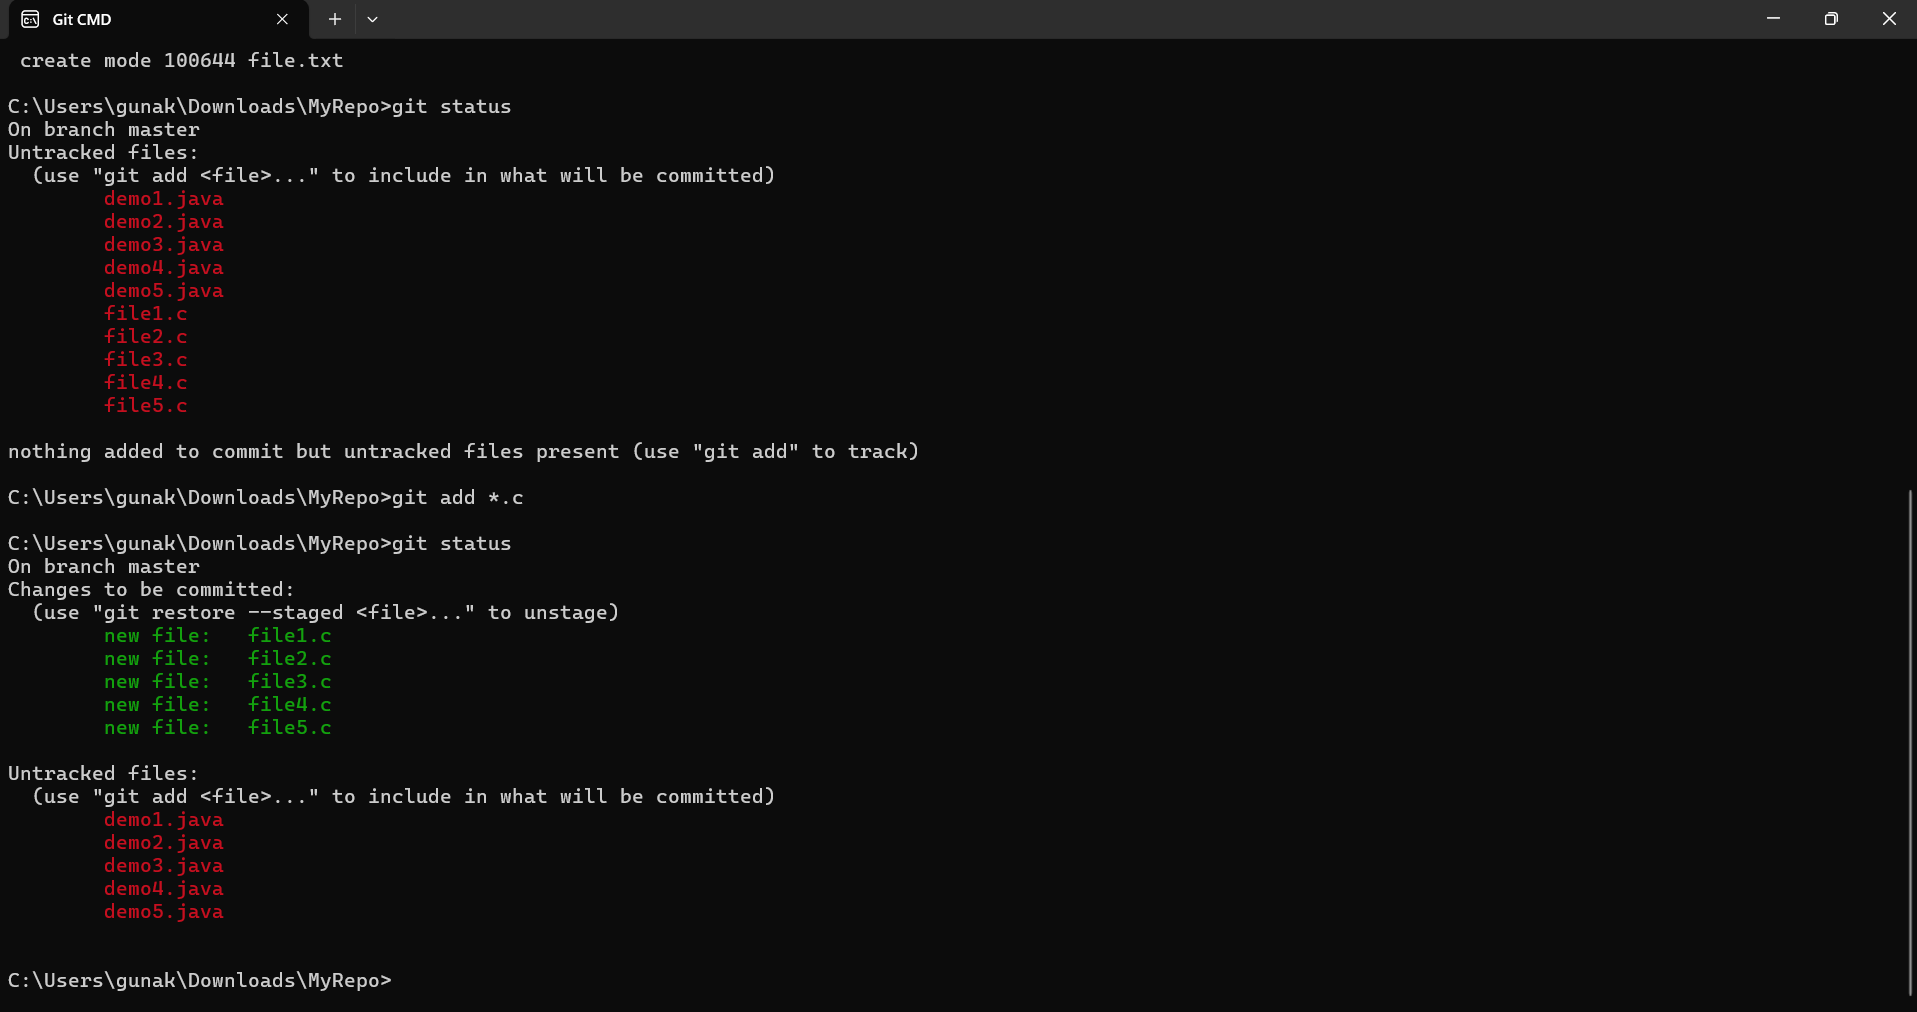 Git CMD
 create mode 100644 file.txt

C:\Users\gunak\Downloads\MyRepo>git status
On branch master
Untracked files:
  (use "git add <file>..." to include in what will be committed)
        demo1.java
        demo2.java
        demo3.java
        demo4.java
        demo5.java
        file1.c
        file2.c
        file3.c
        file4.c
        file5.c

nothing added to commit but untracked files present (use "git add" to track)

C:\Users\gunak\Downloads\MyRepo>git add *.c

C:\Users\gunak\Downloads\MyRepo>git status
On branch master
Changes to be committed:
  (use "git restore --staged <file>..." to unstage)
        new file:   file1.c
        new file:   file2.c
        new file:   file3.c
        new file:   file4.c
        new file:   file5.c

Untracked files:
  (use "git add <file>..." to include in what will be committed)
        demo1.java
        demo2.java
        demo3.java
        demo4.java
        demo5.java


C:\Users\gunak\Downloads\MyRepo>